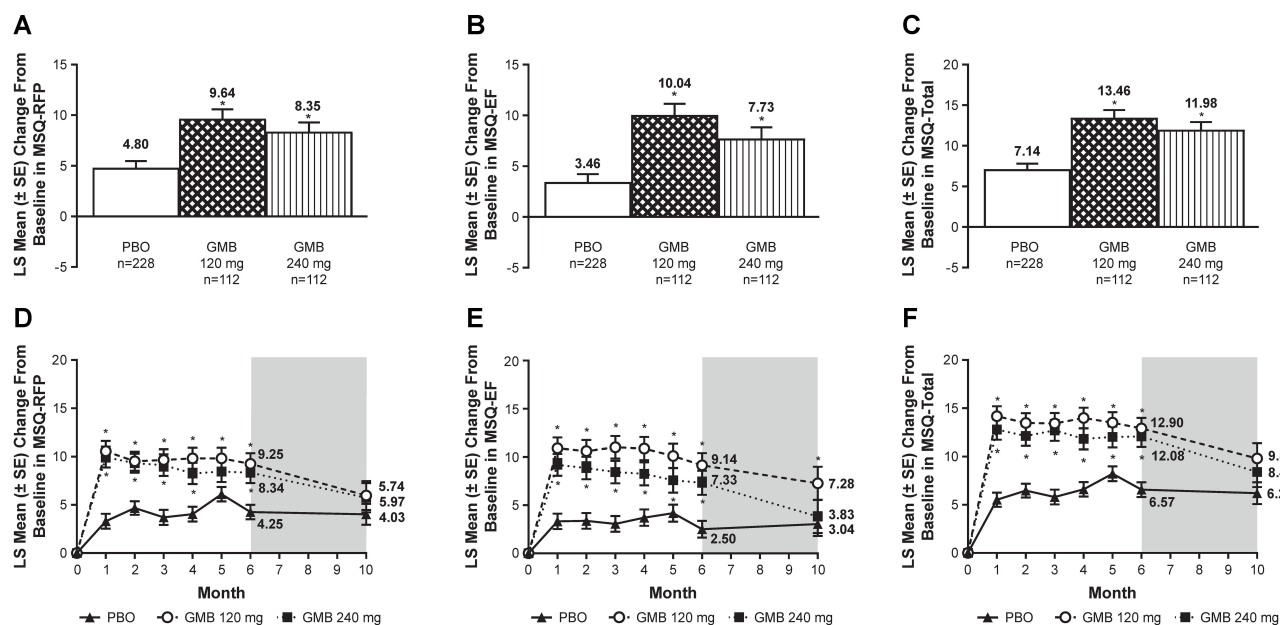 A
LS Mean (± SE) Change From
Baseline in MSQ-RFP
15
10
5
0
-5
4.80
9.64
*
8.35
*
PBO
n=228
GMB
120 mg
n=112
GMB
240 mg
n=112
B
LS Mean (± SE) Change From
Baseline in MSQ-EF
15
10
5
0
-5
3.46
10.04
*
7.73
*
PBO
n=228
GMB
120 mg
n=112
GMB
240 mg
n=112
C
LS Mean (± SE) Change From
Baseline in MSQ-Total
20
15
10
5
0
-5
7.14
13.46
*
11.98
*
PBO
n=228
GMB
120 mg
n=112
GMB
240 mg
n=112
D
LS Mean (± SE) Change From
Baseline in MSQ-RFP
20
15
10
5
0
* * * * * *
9.25
8.34
4.25
* * * * * *
5.74
5.97
4.03
0 1 2 3 4 5 6 7 8 9 10
Month
PBO GMB 120 mg GMB 240 mg
E
LS Mean (± SE) Change From
Baseline in MSQ-EF
20
15
10
5
0
* * * * * * *
9.14
7.33
2.50
* * * * * *
7.28
3.83
3.04
0 1 2 3 4 5 6 7 8 9 10
Month
PBO GMB 120 mg GMB 240 mg
F
LS Mean (± SE) Change From
Baseline in MSQ-Total
20
15
10
5
0
* * * * * *
12.90
12.08
6.57
* * * * * *
0 1 2 3 4 5 6 7 8 9 10
Month
PBO GMB 120 mg GMB 240 mg